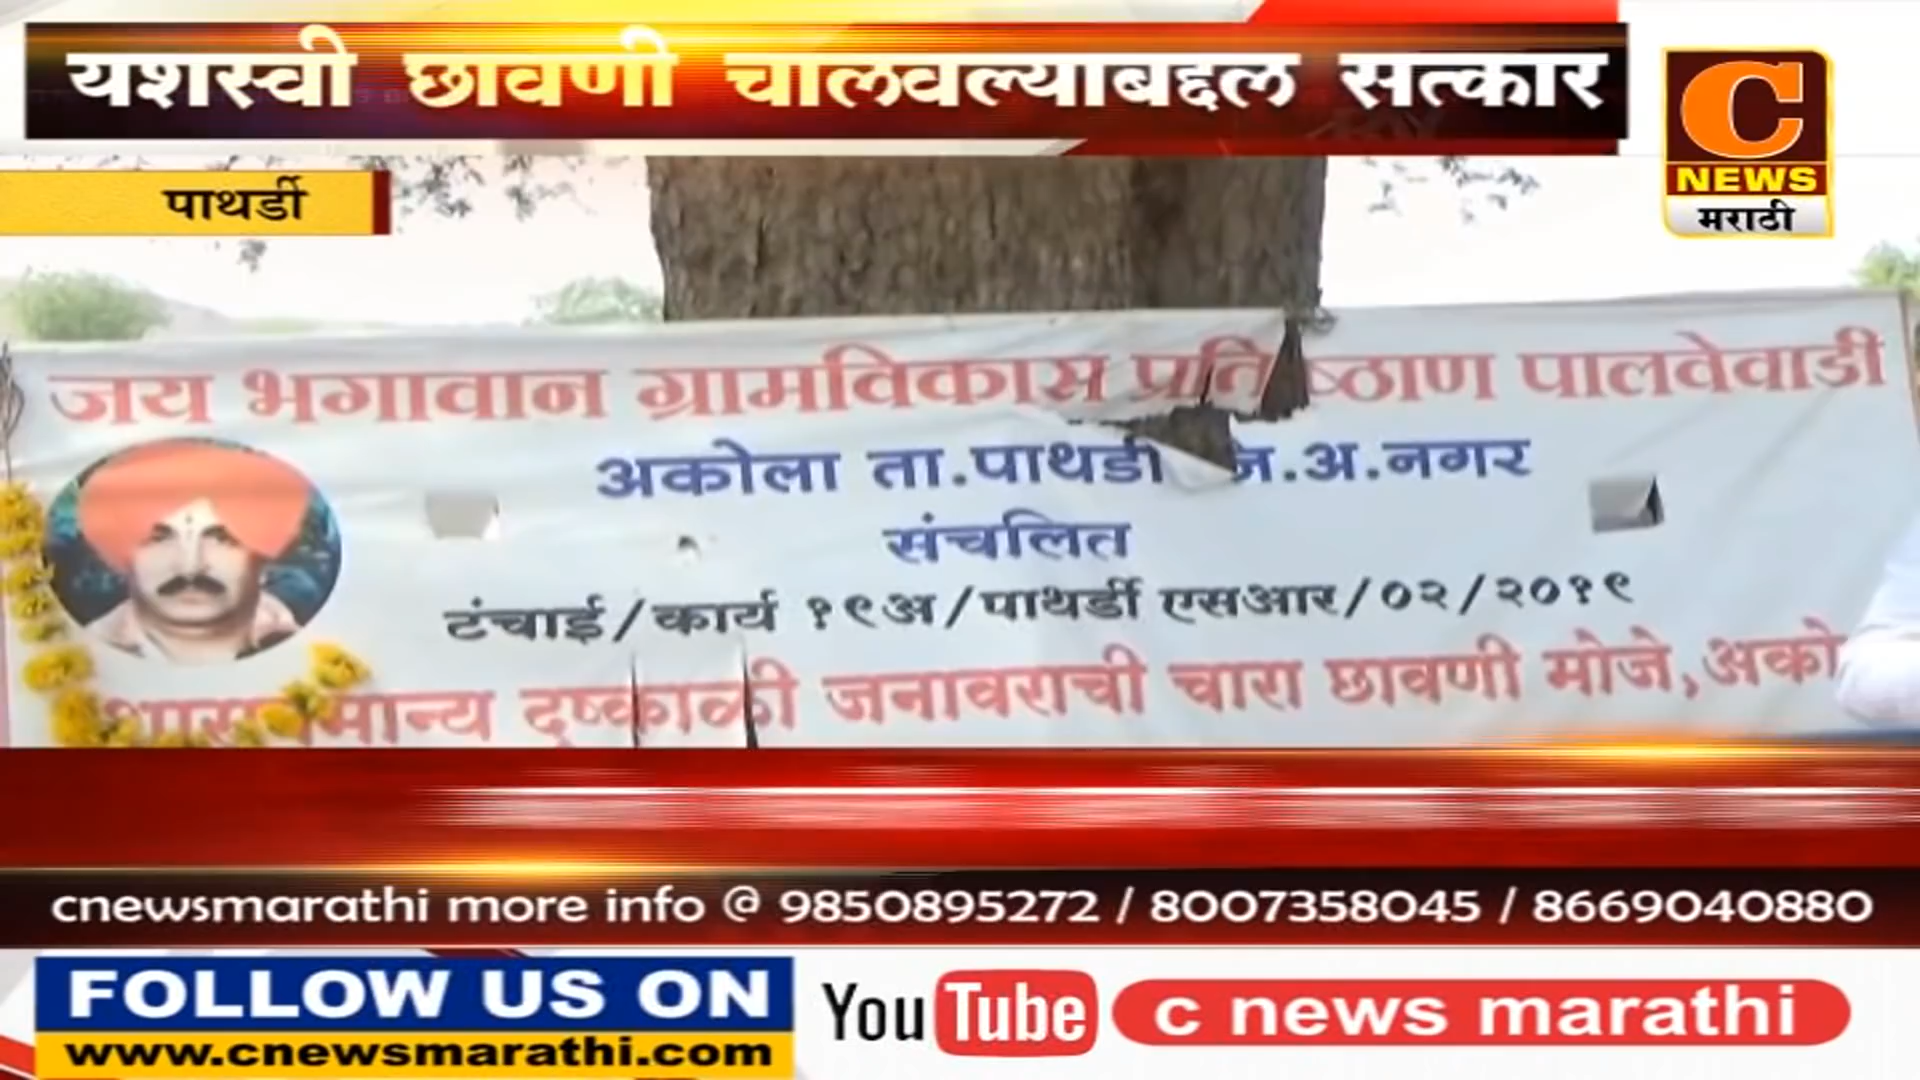 यशस्वी छावणी चालवल्याबद्दल सत्कार
C
NEWS
मराठी
पाथर्डी
जय भगावान ग्रामविकास प्रतिष्ठाण पालवेवाडी
अकोला ता.पाथर्डी जि.अ.नगर
संचलित
टंचाई/कार्य १९अ/पाथर्डी एसआर/०२/२०१९
दष्काळी जनावराची चारा छावणी मोजे,
cnewsmarathi more info @ 9850895272 / 8007358045 / 8669040880
FOLLOW US ON
www.cnewsmarathi.com
YouTube c news marathi